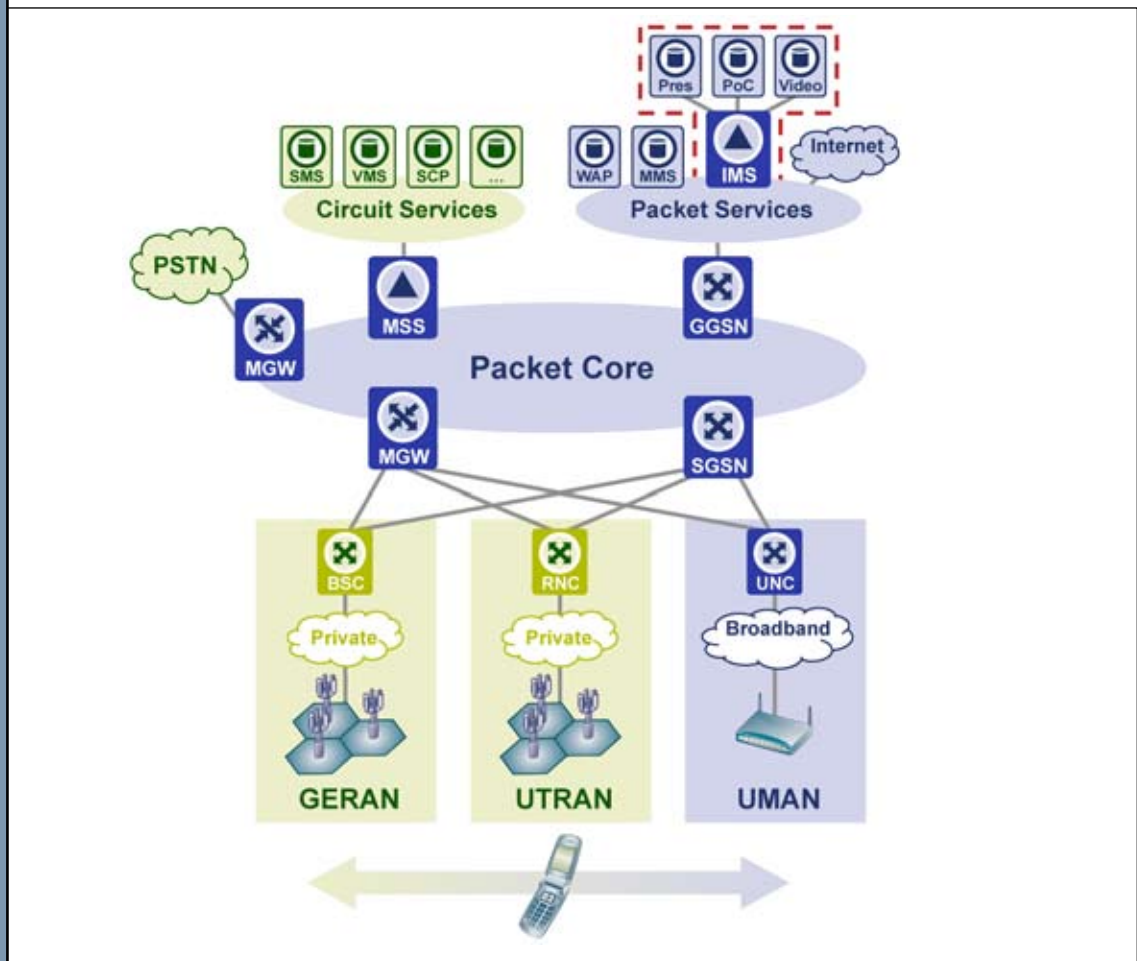 Pres
PoC
Video
IMS
Internet
SMS
VMS
SCP
...
WAP
MMS
Circuit Services
Packet Services
PSTN
MSS
GGSN
MGW
Packet Core
MGW
SGSN
BSC
RNC
UNC
Private
Private
Broadband
GERAN
UTRAN
UMAN